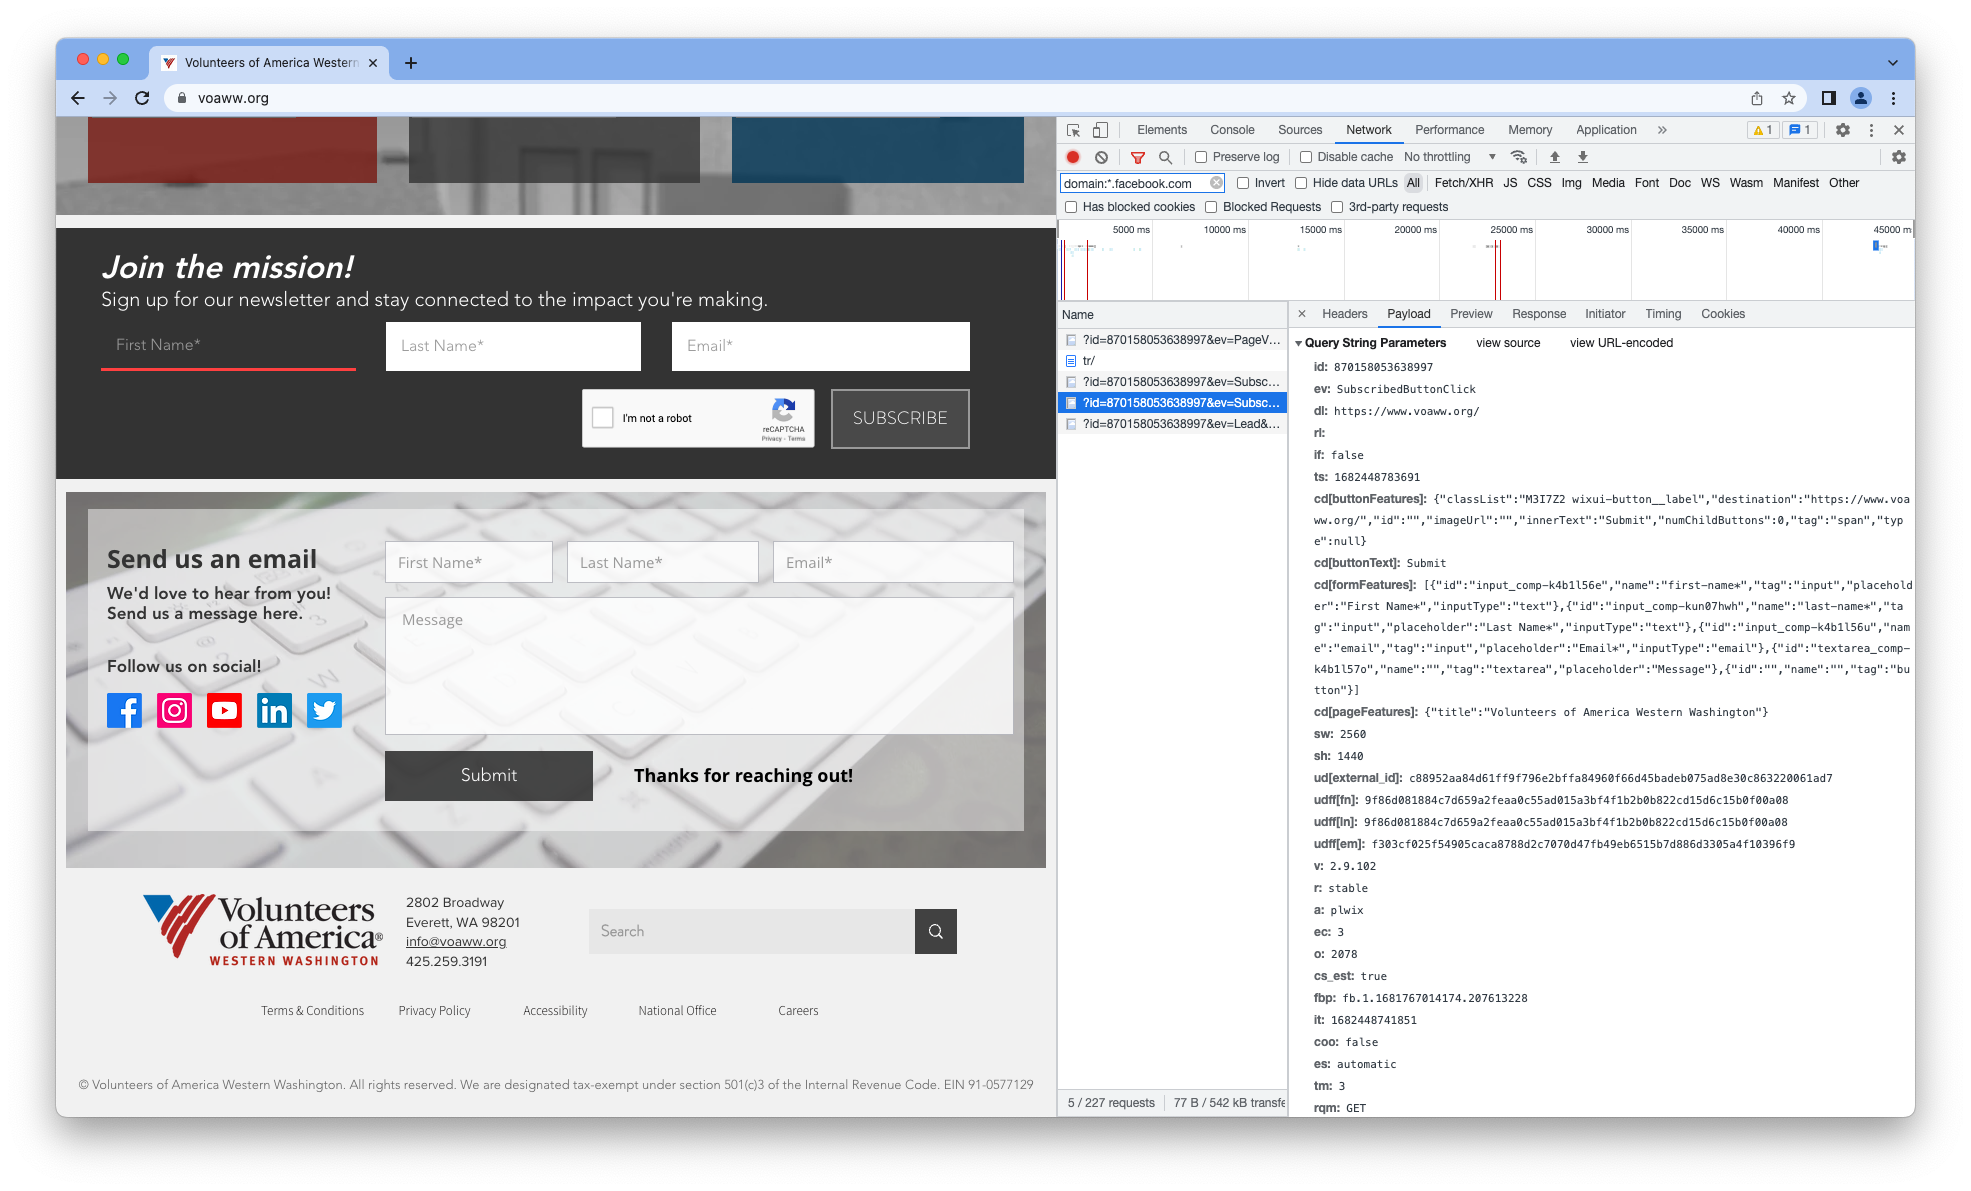 Volunteers of America Western
voaww.org
Join the mission!
Sign up for our newsletter and stay connected to the impact you're making.
First Name*
Last Name*
Email*
I'm not a robot
reCAPTCHA
Privacy - Terms
SUBSCRIBE
Send us an email
We'd love to hear from you!
Send us a message here.
Follow us on social!
First Name*
Last Name*
Email*
Message
Submit
Thanks for reaching out!
Volunteers
of America®
WESTERN WASHINGTON
2802 Broadway
Everett, WA 98201
info@voaww.org
425.259.3191
Search
Terms & Conditions
Privacy Policy
Accessibility
National Office
Careers
© Volunteers of America Western Washington. All rights reserved. We are designated tax-exempt under section 501(c)3 of the Internal Revenue Code. EIN 91-0577129
Elements Console Sources Network Performance Memory Application » 1 1
Preserve log Disable cache No throttling
domain:*.facebook.com Invert Hide data URLs All Fetch/XHR JS CSS Img Media Font Doc WS Wasm Manifest Other
Has blocked cookies Blocked Requests 3rd-party requests
5000 ms 10000 ms 15000 ms 20000 ms 25000 ms 30000 ms 35000 ms 40000 ms 45000 m
Name
?id=870158053638997&ev=PageV...
tr/
?id=870158053638997&ev=Subsc...
?id=870158053638997&ev=Subsc...
?id=870158053638997&ev=Lead&...
5 / 227 requests 77 B / 542 kB transfe
× Headers Payload Preview Response Initiator Timing Cookies
Query String Parameters view source view URL-encoded
id: 870158053638997
ev: SubscribedButtonClick
dl: https://www.voaww.org/
rl:
if: false
ts: 1682448783691
cd[buttonFeatures]: {"classList":"M3I7Z2 wixui-button__label","destination":"https://www.voa
ww.org/","id":"","imageUrl":"","innerText":"Submit","numChildButtons":0,"tag":"span","typ
e":null}
cd[buttonText]: Submit
cd[formFeatures]: [{"id":"input_comp-k4b1l56e","name":"first-name*","tag":"input","placehold
er":"First Name*","inputType":"text"},{"id":"input_comp-kun07hwh","name":"last-name*","ta
g":"input","placeholder":"Last Name*","inputType":"text"},{"id":"input_comp-k4b1l56u","nam
e":"email","tag":"input","placeholder":"Email*","inputType":"email"},{"id":"textarea_comp-
k4b1l57o","name":"","tag":"textarea","placeholder":"Message"},{"id":"","name":"","tag":"bu
tton"}]
cd[pageFeatures]: {"title":"Volunteers of America Western Washington"}
sw: 2560
sh: 1440
ud[external_id]: c88952aa84d61ff9f796e2bffa84960f66d45badeb075ad8e30c863220061ad7
udff[fn]: 9f86d081884c7d659a2feaa0c55ad015a3bf4f1b2b0b822cd15d6c15b0f00a08
udff[ln]: 9f86d081884c7d659a2feaa0c55ad015a3bf4f1b2b0b822cd15d6c15b0f00a08
udff[em]: f303cf025f54905caca8788d2c7070d47fb49eb6515b7d886d3305a4f10396f9
v: 2.9.102
r: stable
a: plwix
ec: 3
o: 2078
cs_est: true
fbp: fb.1.1681767014174.207613228
it: 1682448741851
coo: false
es: automatic
tm: 3
rqm: GET